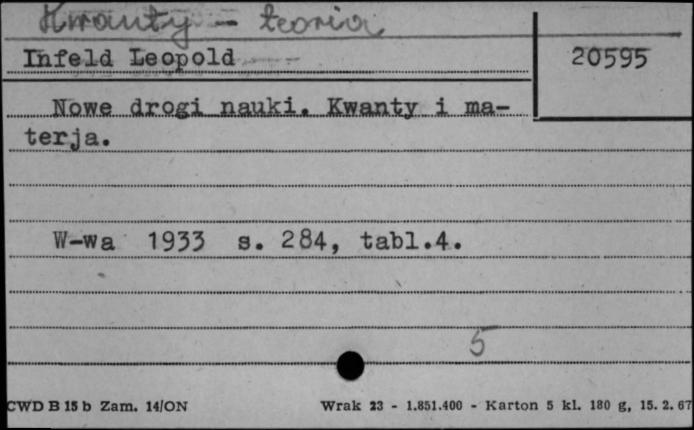 Kwanty - teoria
Infeld Leopold
20595
Nowe drogi nauki. Kwanty i ma-
terja.
W-wa 1933 s. 284, tabl.4.
5
CWD B 15 b Zam. 14/ON
Wrak 23 - 1.851.400 - Karton 5 kl. 180 g, 15. 2. 67